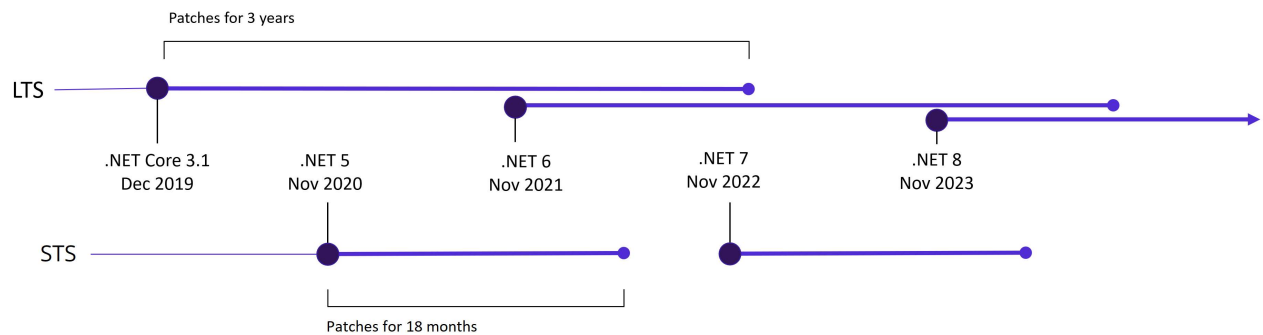 Patches for 3 years
LTS
.NET Core 3.1
Dec 2019
.NET 5
Nov 2020
.NET 6
Nov 2021
.NET 7
Nov 2022
.NET 8
Nov 2023
STS
Patches for 18 months